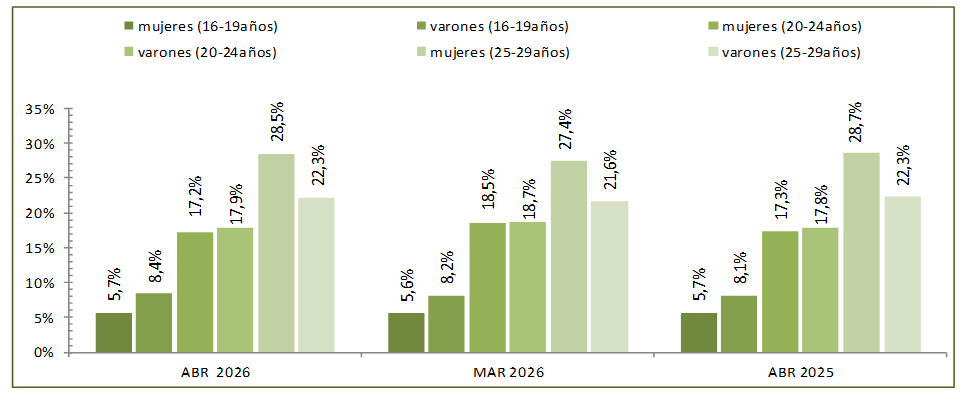 mujeres (16-19años) varones (16-19años) mujeres (20-24años)
varones (20-24años) mujeres (25-29años) varones (25-29años)
35%
30%
25%
20%
15%
10%
5%
0%
5,7% 8,4% 17,2% 17,9% 28,5% 22,3%
5,6% 8,2% 18,5% 18,7% 27,4% 21,6%
5,7% 8,1% 17,3% 17,8% 28,7% 22,3%
ABR 2026 MAR 2026 ABR 2025